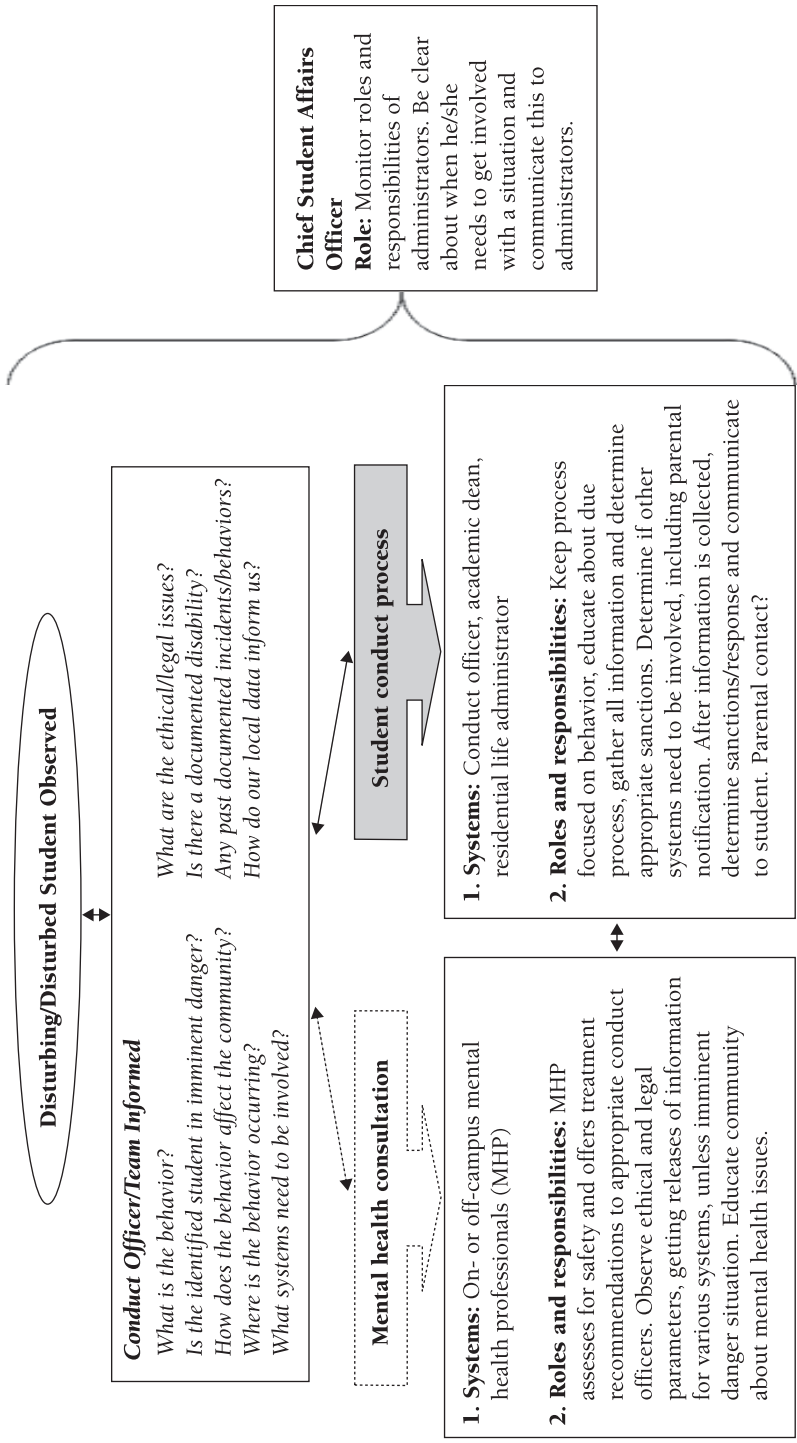 Disturbing/Disturbed Student Observed
Conduct Officer/Team Informed
What is the behavior?
Is the identified student in imminent danger?
How does the behavior affect the community?
Where is the behavior occurring?
What systems need to be involved?
What are the ethical/legal issues?
Is there a documented disability?
Any past documented incidents/behaviors?
How do our local data inform us?
Mental health consultation
Student conduct process
1. Systems: On- or off-campus mental
health professionals (MHP)
2. Roles and responsibilities: MHP
assesses for safety and offers treatment
recommendations to appropriate conduct
officers. Observe ethical and legal
parameters, getting releases of information
for various systems, unless imminent
danger situation. Educate community
about mental health issues.
1. Systems: Conduct officer, academic dean,
residential life administrator
2. Roles and responsibilities: Keep process
focused on behavior, educate about due
process, gather all information and determine
appropriate sanctions. Determine if other
systems need to be involved, including parental
notification. After information is collected,
determine sanctions/response and communicate
to student. Parental contact?
Chief Student Affairs
Officer
Role: Monitor roles and
responsibilities of
administrators. Be clear
about when he/she
needs to get involved
with a situation and
communicate this to
administrators.